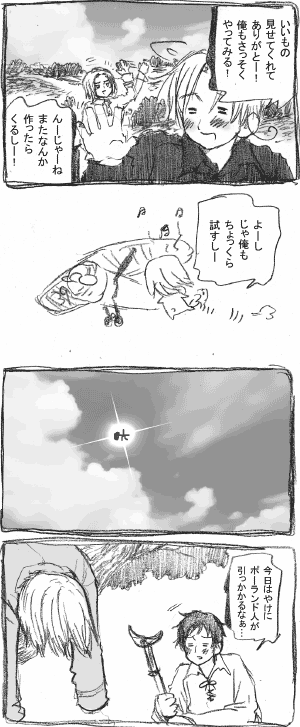 いいもの
見せてくれて
ありがとー！
俺もさっそく
やってみる！
んーじゃーね
またなんか
作ったら
くるしー！
よーし
じゃ俺も
ちょっくら
試すしー
今日はやけに
ポーランド人が
引っかかるなぁ…